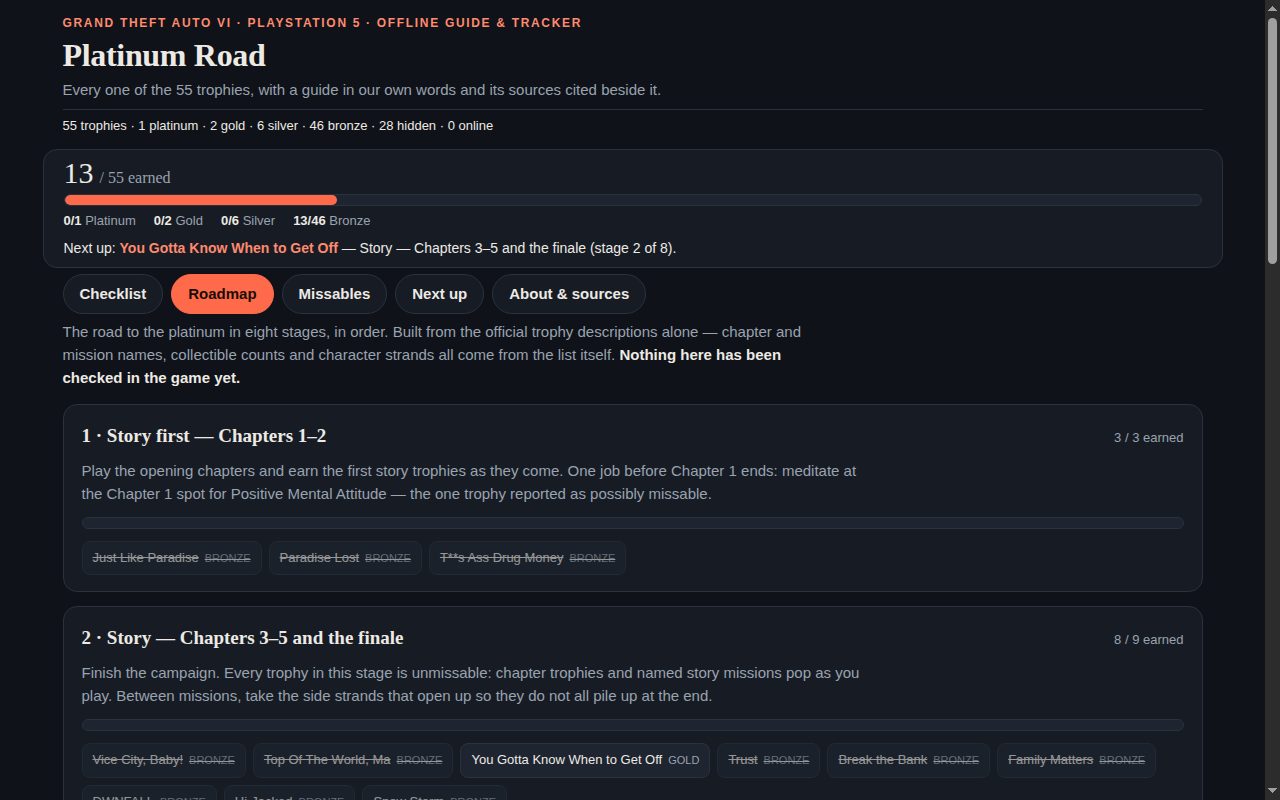 GRAND THEFT AUTO VI · PLAYSTATION 5 · OFFLINE GUIDE & TRACKER
Platinum Road
Every one of the 55 trophies, with a guide in our own words and its sources cited beside it.
55 trophies · 1 platinum · 2 gold · 6 silver · 46 bronze · 28 hidden · 0 online
13 / 55 earned
0/1 Platinum 0/2 Gold 0/6 Silver 13/46 Bronze
Next up: You Gotta Know When to Get Off — Story — Chapters 3–5 and the finale (stage 2 of 8).
Checklist Roadmap Missables Next up About & sources
The road to the platinum in eight stages, in order. Built from the official trophy descriptions alone — chapter and
mission names, collectible counts and character strands all come from the list itself. Nothing here has been
checked in the game yet.
1 · Story first — Chapters 1–2 3 / 3 earned
Play the opening chapters and earn the first story trophies as they come. One job before Chapter 1 ends: meditate at
the Chapter 1 spot for Positive Mental Attitude — the one trophy reported as possibly missable.
Just Like Paradise BRONZE Paradise Lost BRONZE T**s Ass Drug Money BRONZE
2 · Story — Chapters 3–5 and the finale 8 / 9 earned
Finish the campaign. Every trophy in this stage is unmissable: chapter trophies and named story missions pop as you
play. Between missions, take the side strands that open up so they do not all pile up at the end.
Vice City, Baby! BRONZE Top Of The World, Ma BRONZE You Gotta Know When to Get Off GOLD Trust BRONZE Break the Bank BRONZE Family Matters BRONZE
DWNFALL BRONZE Hi Jacked BRONZE Snow Storm BRONZE